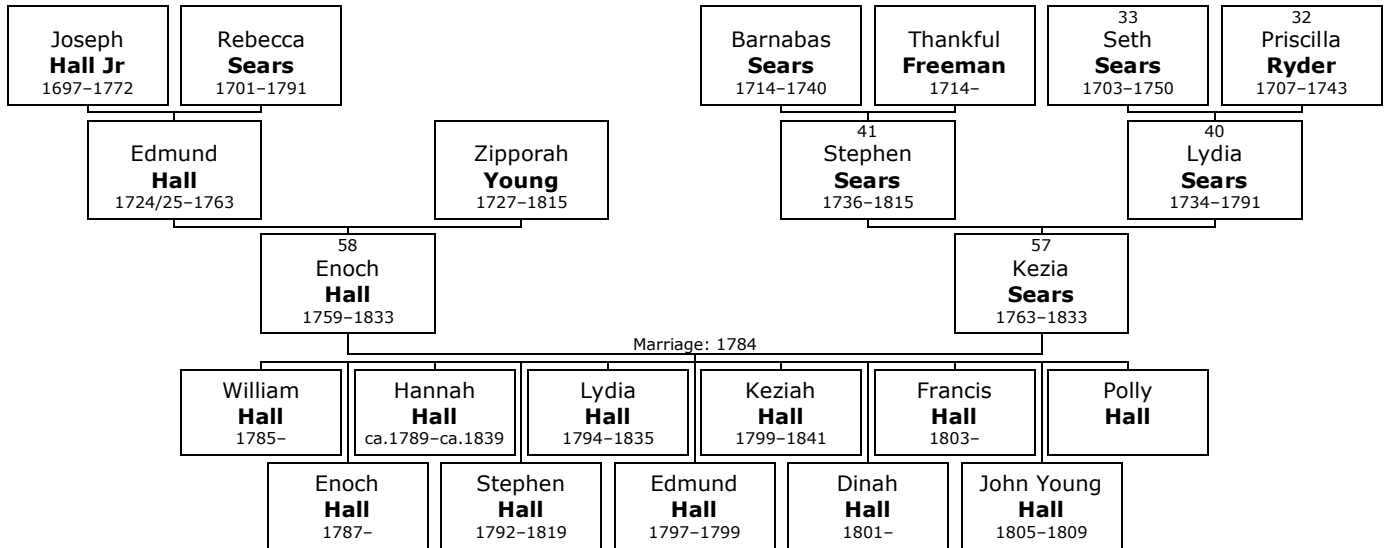 Joseph
Hall Jr
1697–1772
Rebecca
Sears
1701–1791
Barnabas
Sears
1714–1740
Thankful
Freeman
1714–
33
Seth
Sears
1703–1750
32
Priscilla
Ryder
1707–1743
Edmund
Hall
1724/25–1763
Zipporah
Young
1727–1815
41
Stephen
Sears
1736–1815
40
Lydia
Sears
1734–1791
58
Enoch
Hall
1759–1833
57
Kezia
Sears
1763–1833
Marriage: 1784
William
Hall
1785–
Hannah
Hall
ca.1789–ca.1839
Lydia
Hall
1794–1835
Keziah
Hall
1799–1841
Francis
Hall
1803–
Polly
Hall
Enoch
Hall
1787–
Stephen
Hall
1792–1819
Edmund
Hall
1797–1799
Dinah
Hall
1801–
John Young
Hall
1805–1809